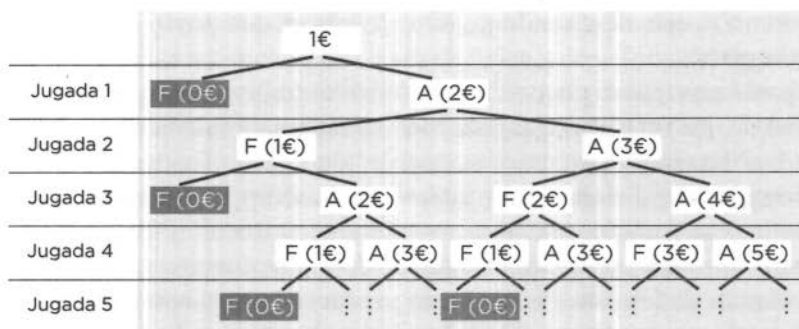 1€
Jugada 1 F (0€) A (2€)
Jugada 2 F (1€) A (3€)
Jugada 3 F (0€) A (2€) F (2€) A (4€)
Jugada 4 F (1€) A (3€) F (1€) A (3€) F (3€) A (5€)
Jugada 5 F (0€) F (0€)